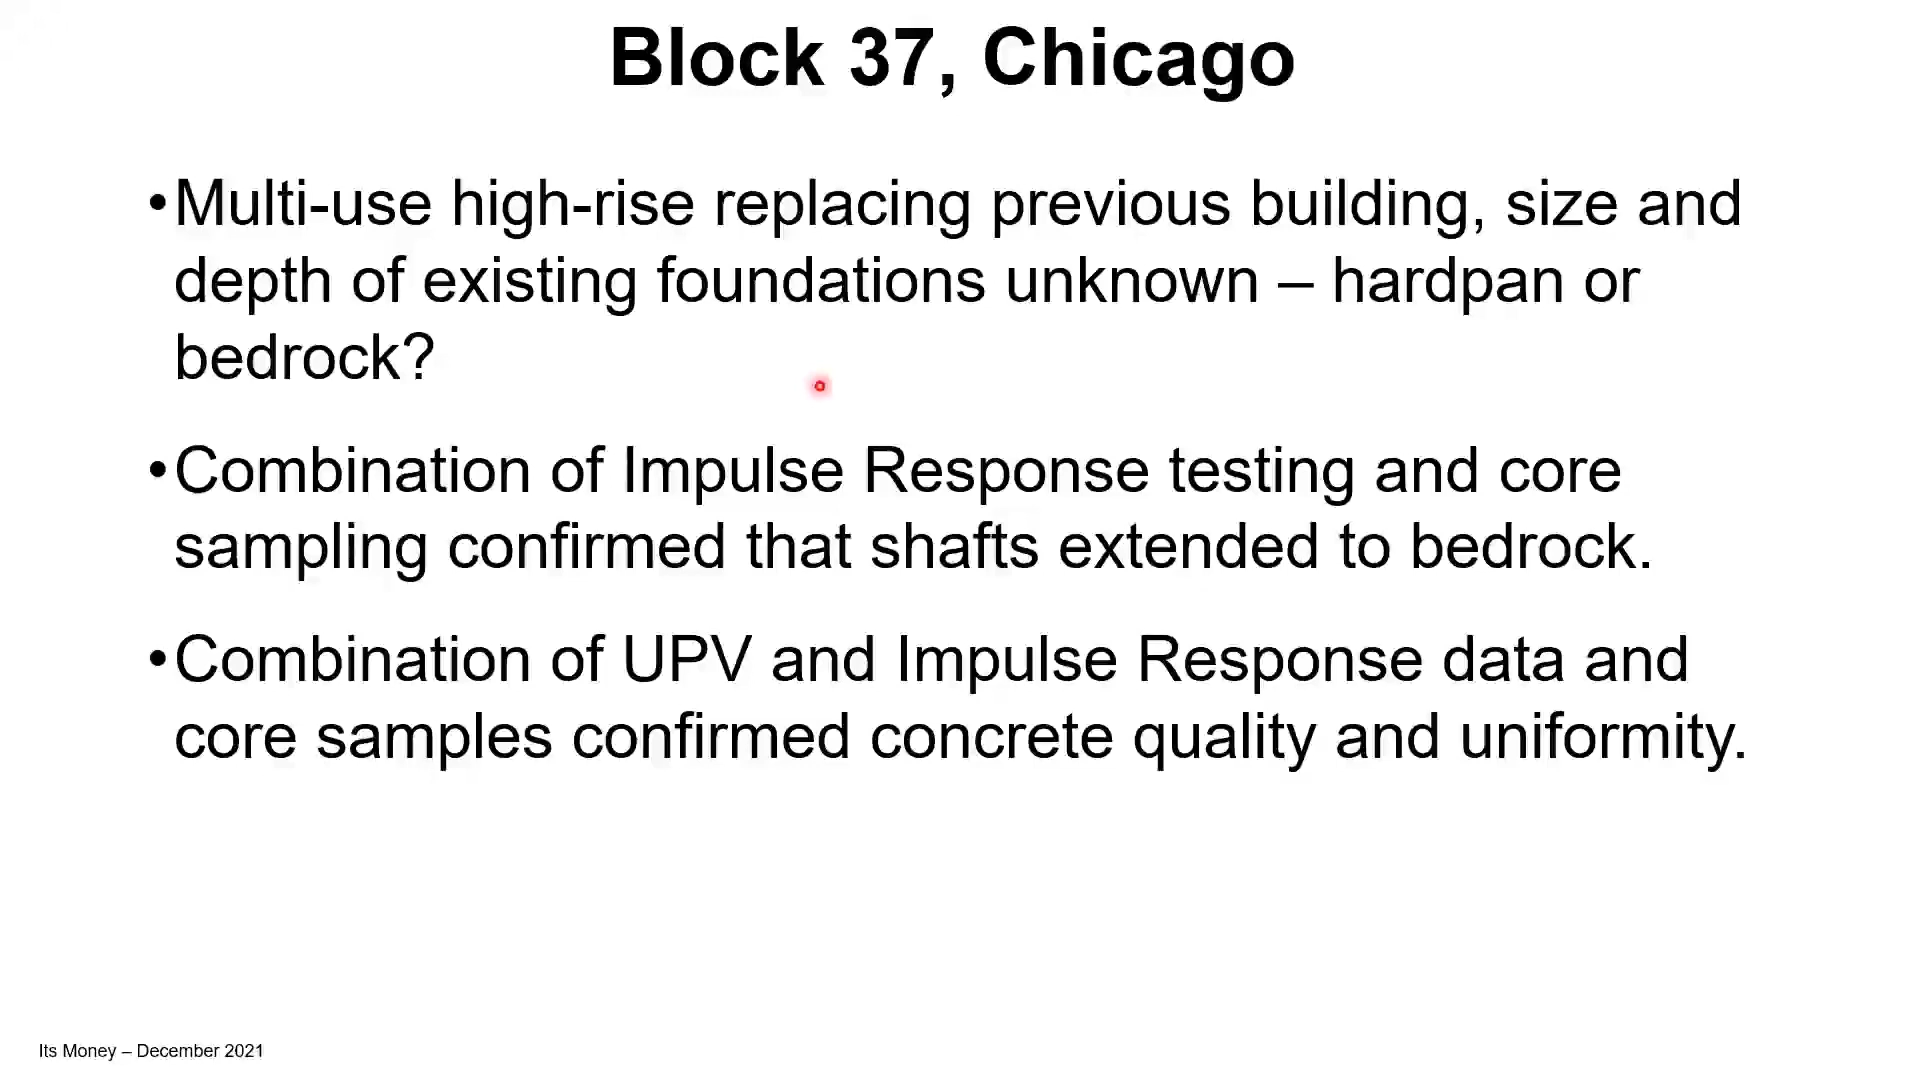 Block 37, Chicago
•Multi-use high-rise replacing previous building, size and
depth of existing foundations unknown – hardpan or
bedrock?
•Combination of Impulse Response testing and core
sampling confirmed that shafts extended to bedrock.
•Combination of UPV and Impulse Response data and
core samples confirmed concrete quality and uniformity.
Its Money – December 2021